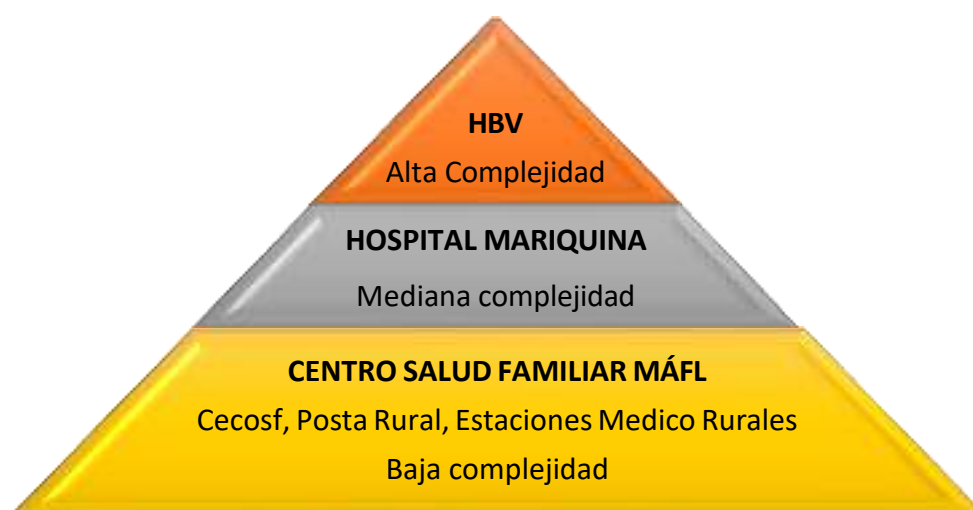 HBV
Alta Complejidad
HOSPITAL MARIQUINA
Mediana complejidad
CENTRO SALUD FAMILIAR MÁFL
Cecosf, Posta Rural, Estaciones Medico Rurales
Baja complejidad